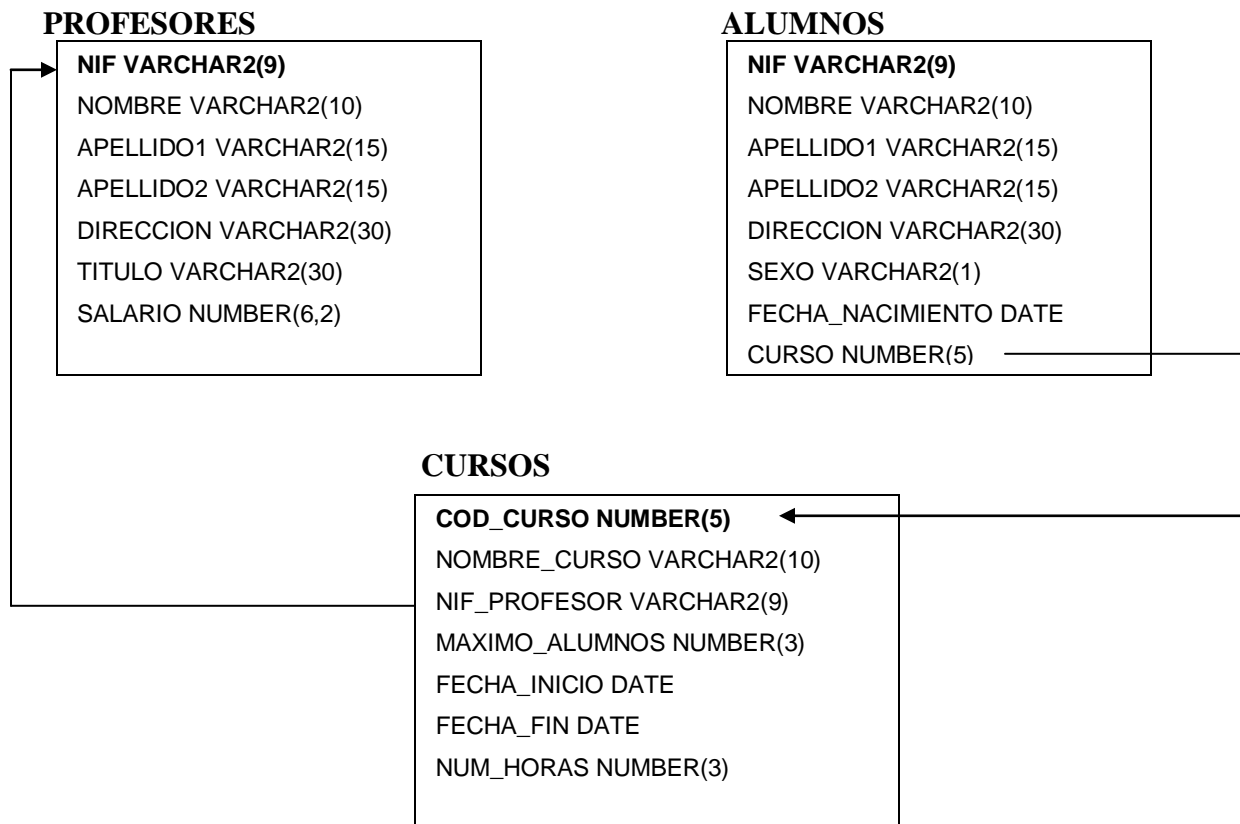 PROFESORES
NIF VARCHAR2(9)
NOMBRE VARCHAR2(10)
APELLIDO1 VARCHAR2(15)
APELLIDO2 VARCHAR2(15)
DIRECCION VARCHAR2(30)
TITULO VARCHAR2(30)
SALARIO NUMBER(6,2)
ALUMNOS
NIF VARCHAR2(9)
NOMBRE VARCHAR2(10)
APELLIDO1 VARCHAR2(15)
APELLIDO2 VARCHAR2(15)
DIRECCION VARCHAR2(30)
SEXO VARCHAR2(1)
FECHA_NACIMIENTO DATE
CURSO NUMBER(5)
CURSOS
COD_CURSO NUMBER(5)
NOMBRE_CURSO VARCHAR2(10)
NIF_PROFESOR VARCHAR2(9)
MAXIMO_ALUMNOS NUMBER(3)
FECHA_INICIO DATE
FECHA_FIN DATE
NUM_HORAS NUMBER(3)